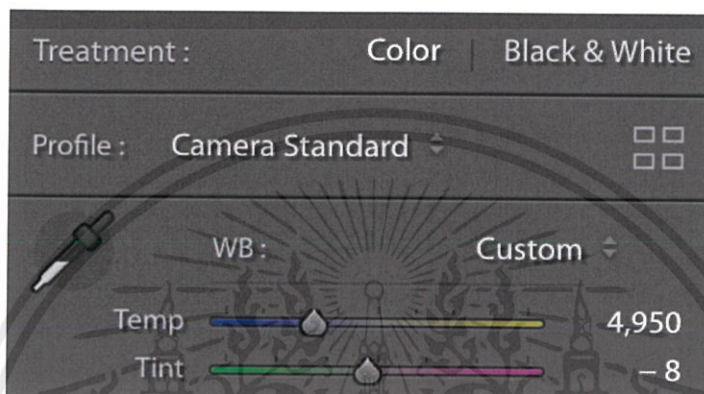 Treatment : Color | Black & White
Profile : Camera Standard
WB : Custom
Temp 4,950
Tint – 8